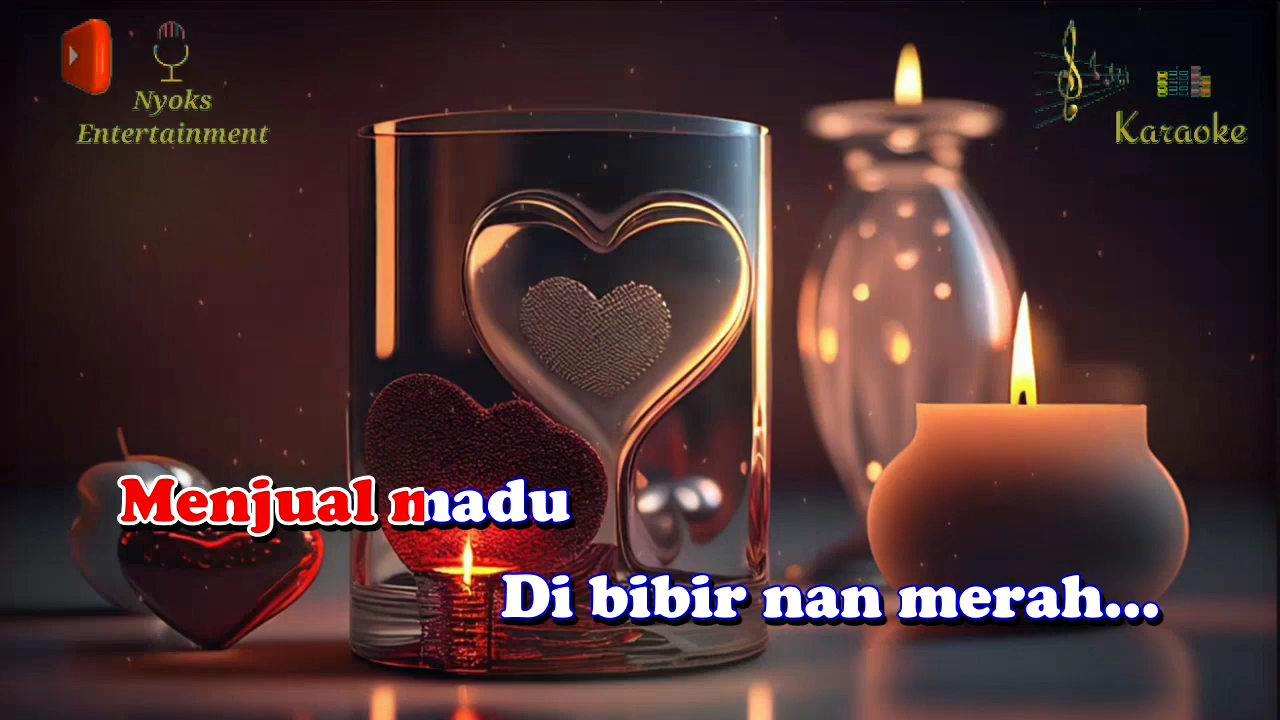 Nyoks
Entertainment
Karaoke
Menjual madu
Di bibir nan merah...